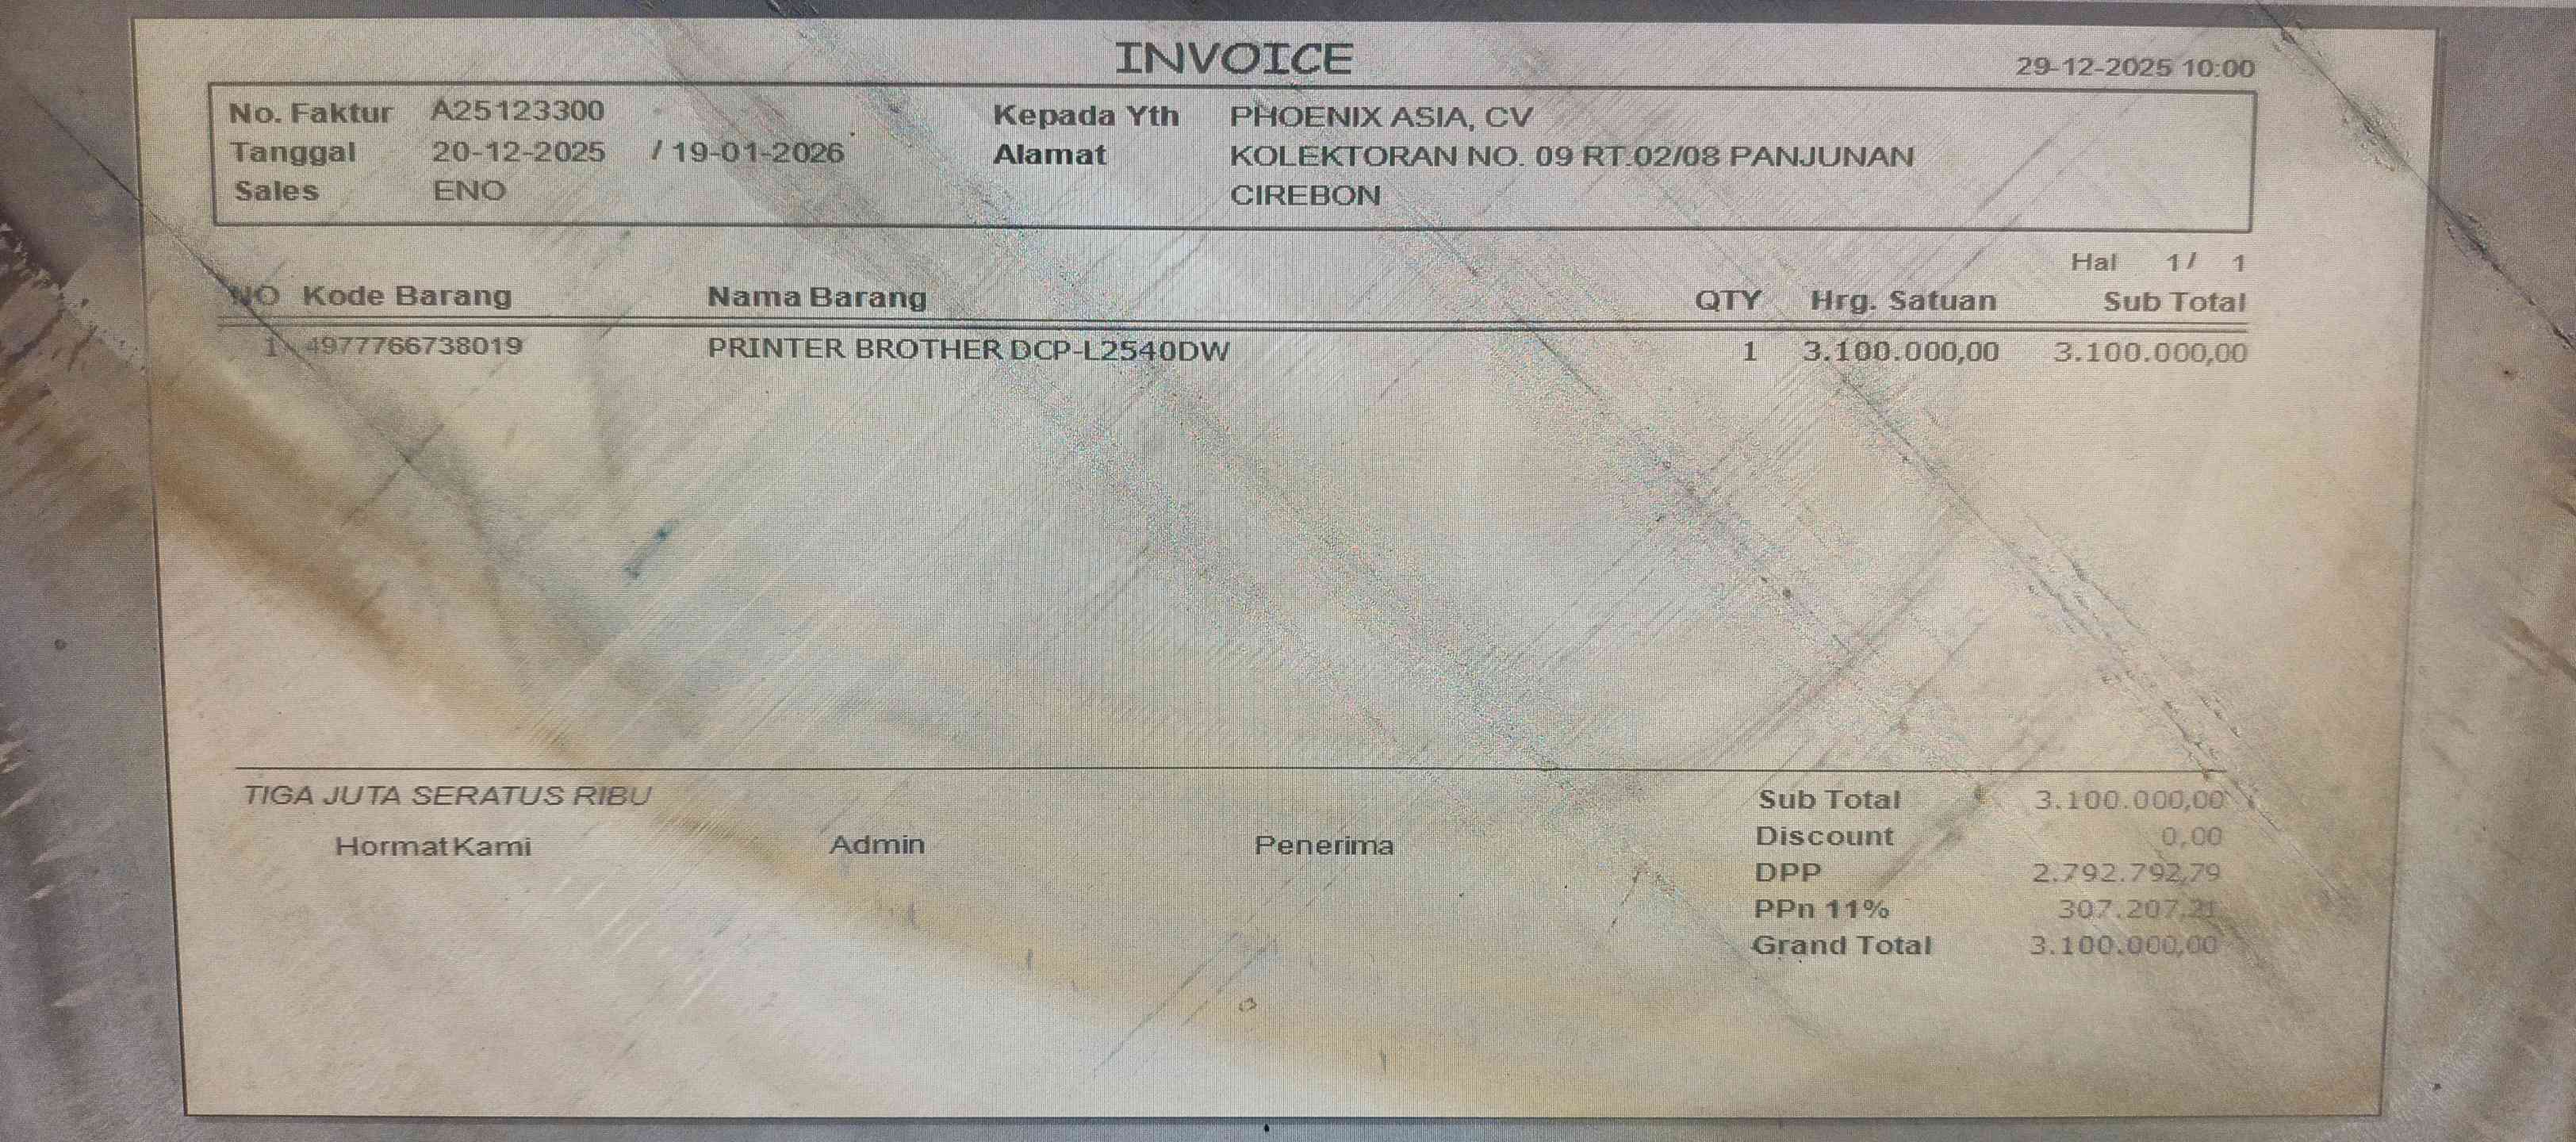 INVOICE
29-12-2025 10:00
No. Faktur A25123300 Kepada Yth PHOENIX ASIA, CV
Tanggal 20-12-2025 / 19-01-2026 Alamat KOLEKTORAN NO. 09 RT.02/08 PANJUNAN
Sales ENO CIREBON
Hal 1/ 1
NO Kode Barang Nama Barang QTY Hrg. Satuan Sub Total
1 4977766738019 PRINTER BROTHER DCP-L2540DW 1 3.100.000,00 3.100.000,00
TIGA JUTA SERATUS RIBU Sub Total 3.100.000,00
Hormat Kami Admin Penerima Discount 0,00
DPP 2.792.792,79
PPn 11% 307.207,21
Grand Total 3.100.000,00